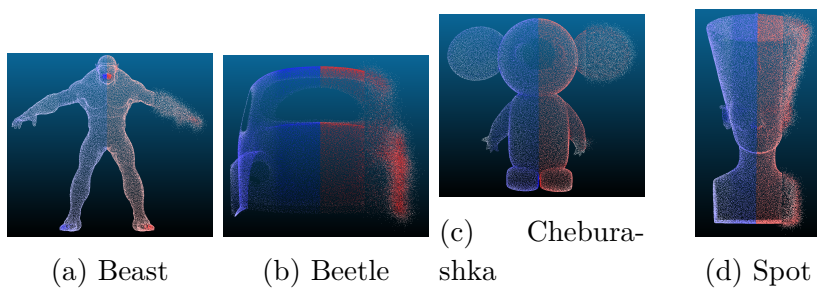 (a) Beast
(b) Beetle
(c) Chebura-
shka
(d) Spot